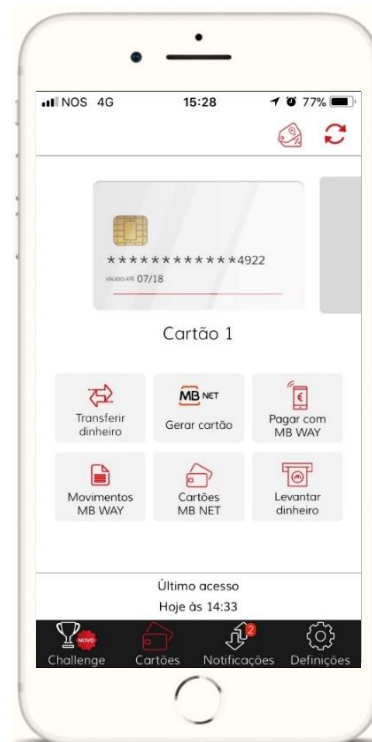 NOS 4G 15:28 77%
************4922
VÁLIDO ATÉ 07/18
Cartão 1
Transferir
dinheiro
MB NET
Gerar cartão
Pagar com
MB WAY
Movimentos
MB WAY
Cartões
MB NET
Levantar
dinheiro
Último acesso
Hoje às 14:33
NOVO
2
Challenge Cartões Notificações Definições